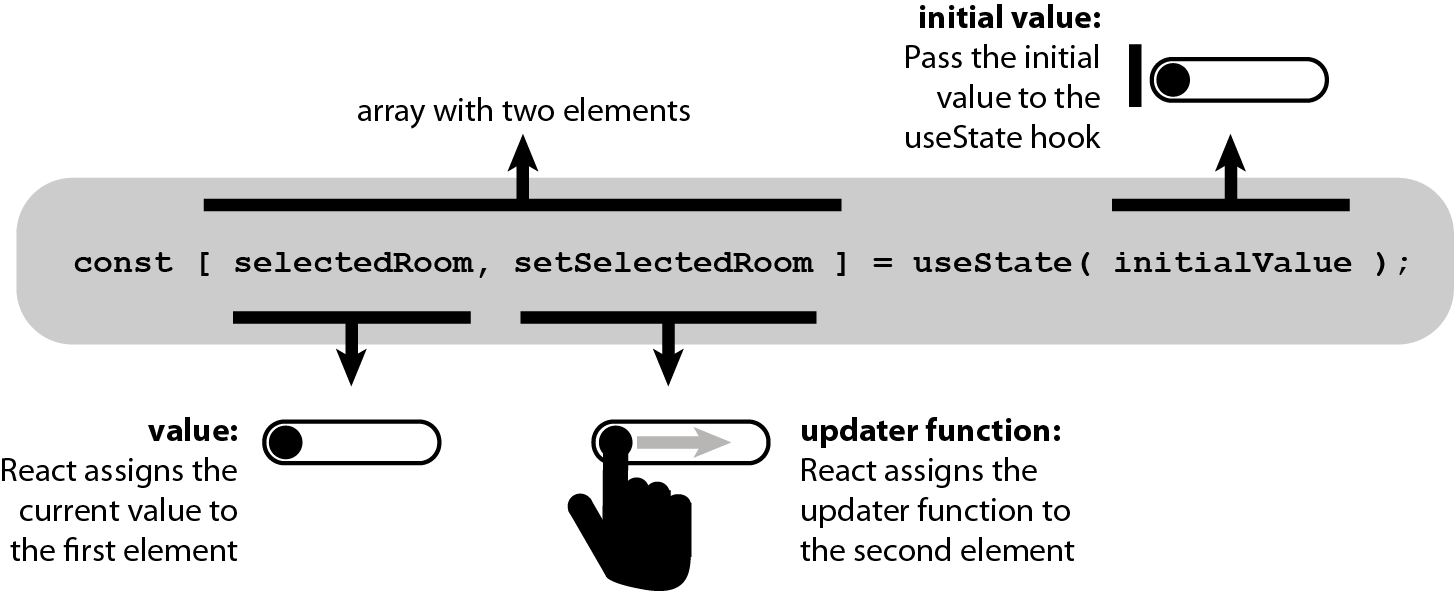 initial value:
Pass the initial
value to the
useState hook
array with two elements
const [ selectedRoom, setSelectedRoom ] = useState( initialValue );
value:
React assigns the
current value to
the first element
updater function:
React assigns the
updater function to
the second element